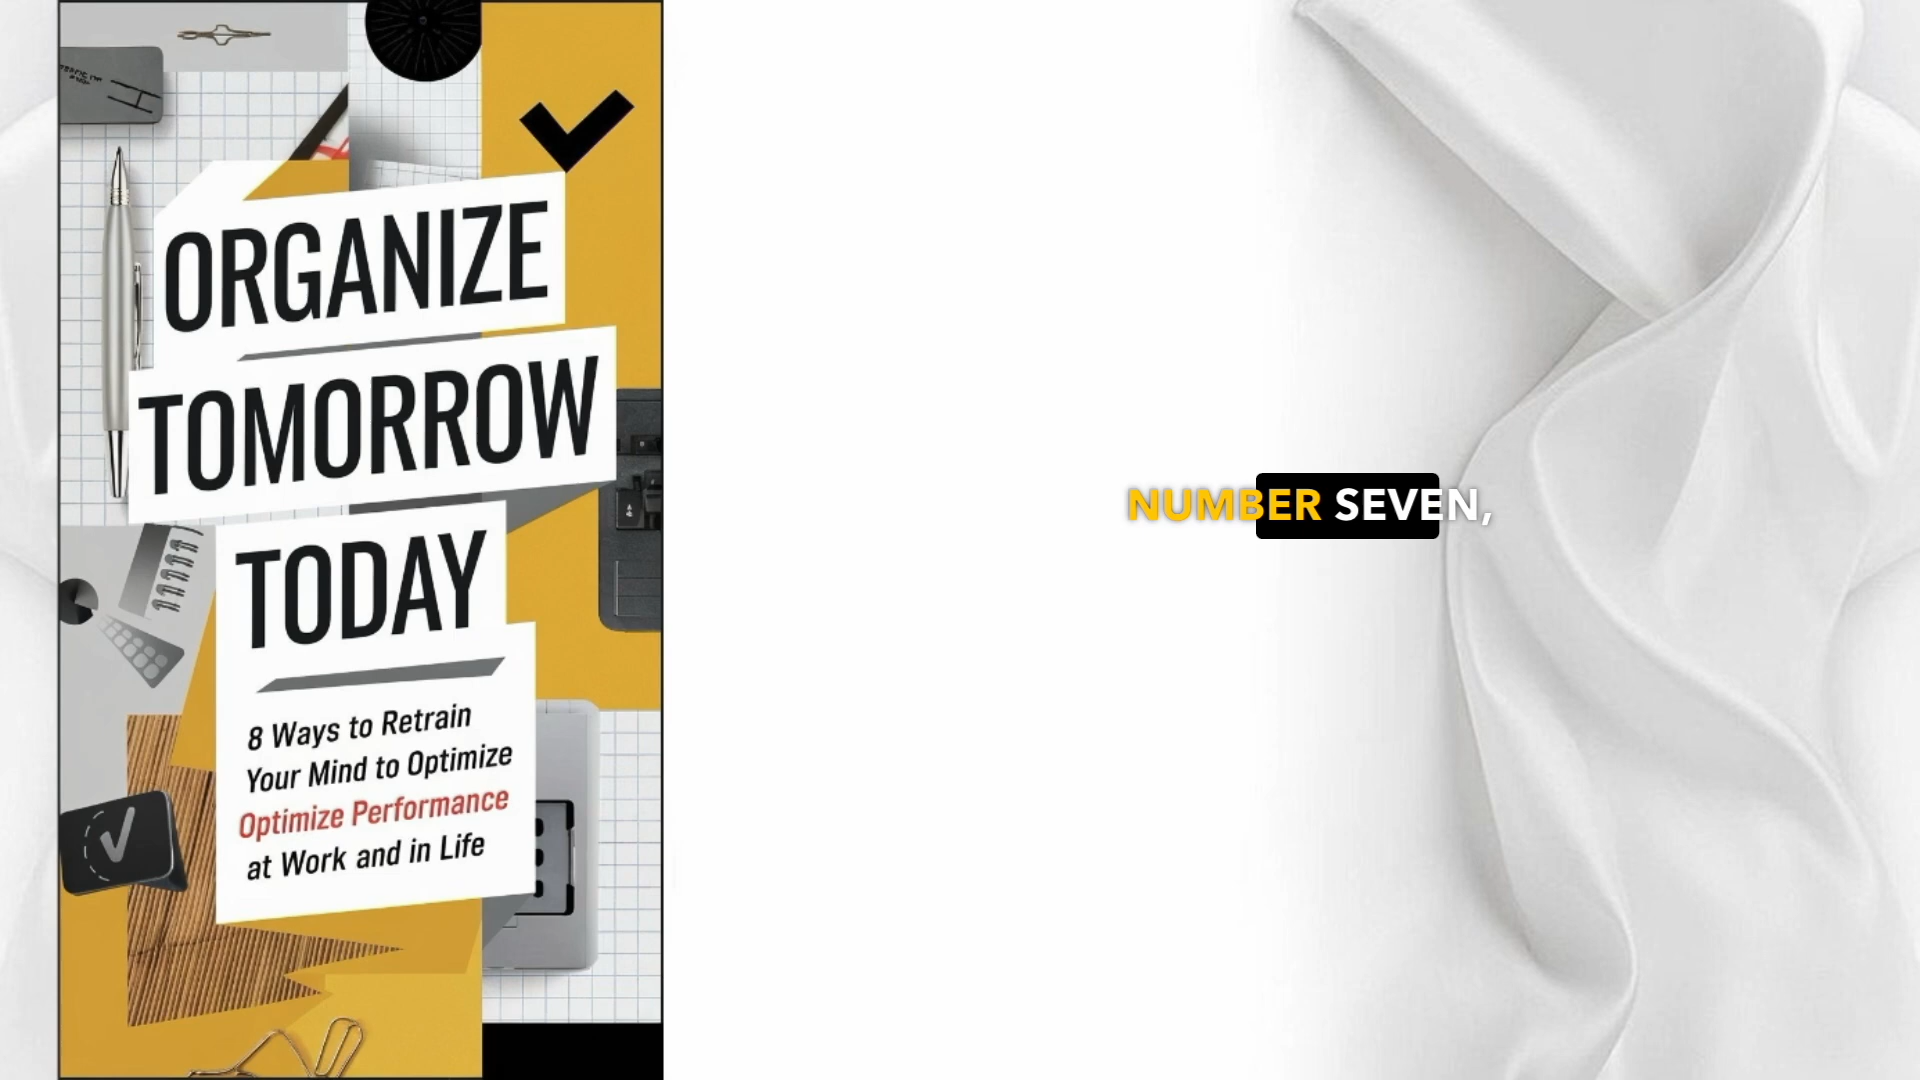 ORGANIZE
TOMORROW
TODAY
8 Ways to Retrain
Your Mind to Optimize
Optimize Performance
at Work and in Life
NUMBER SEVEN,